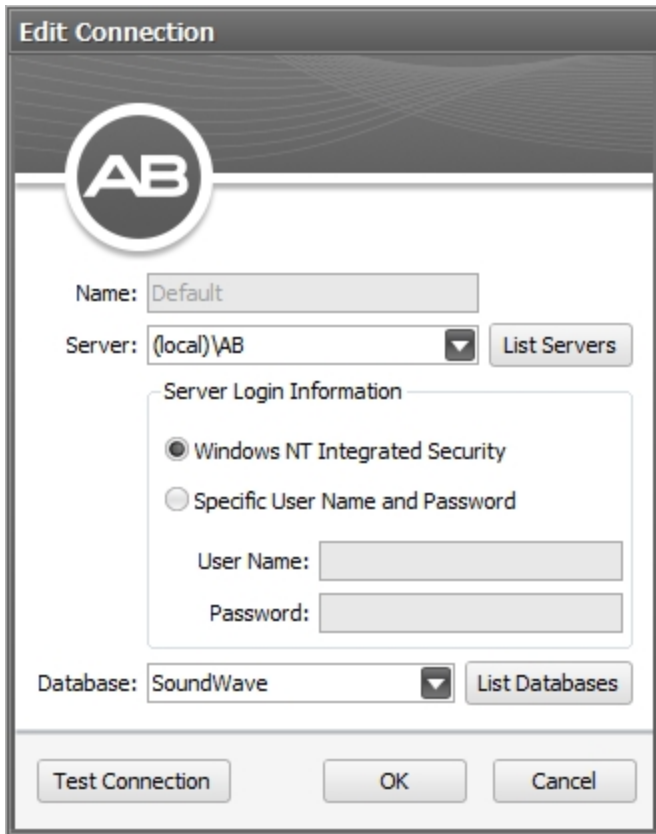 Edit Connection
AB
Name: Default
Server: (local)\AB List Servers
Server Login Information
Windows NT Integrated Security
Specific User Name and Password
User Name:
Password:
Database: SoundWave List Databases
Test Connection OK Cancel